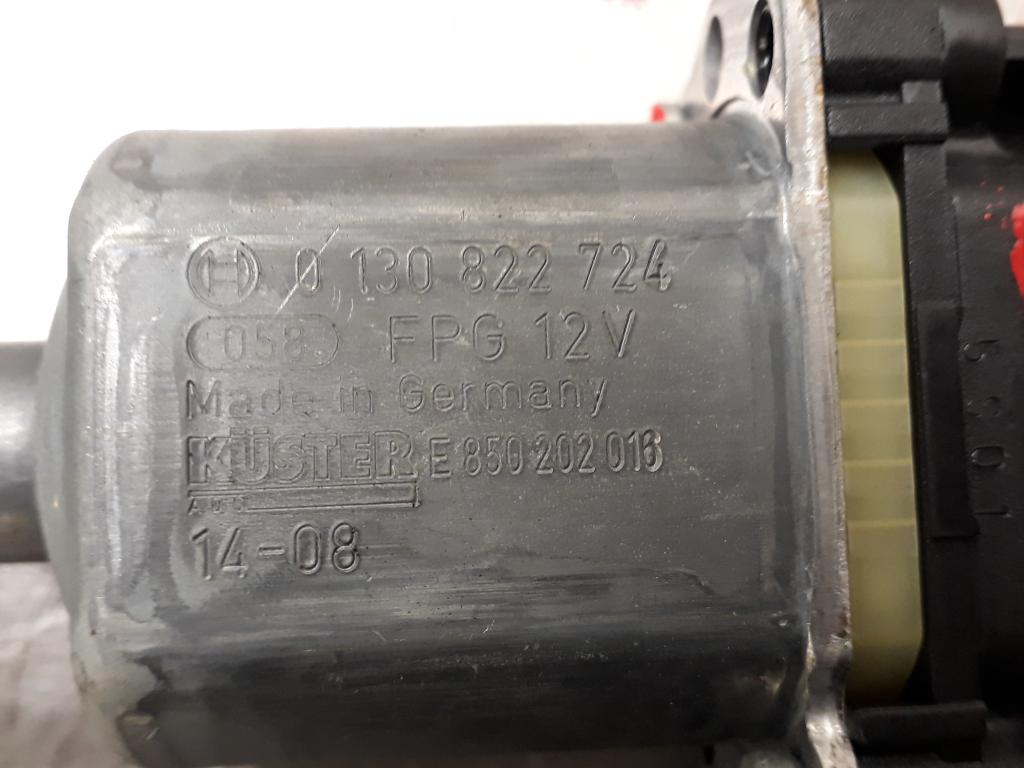 0 130 822 724
058 FPG 12V
Made in Germany
KÜSTER E 850 202 016
14-08